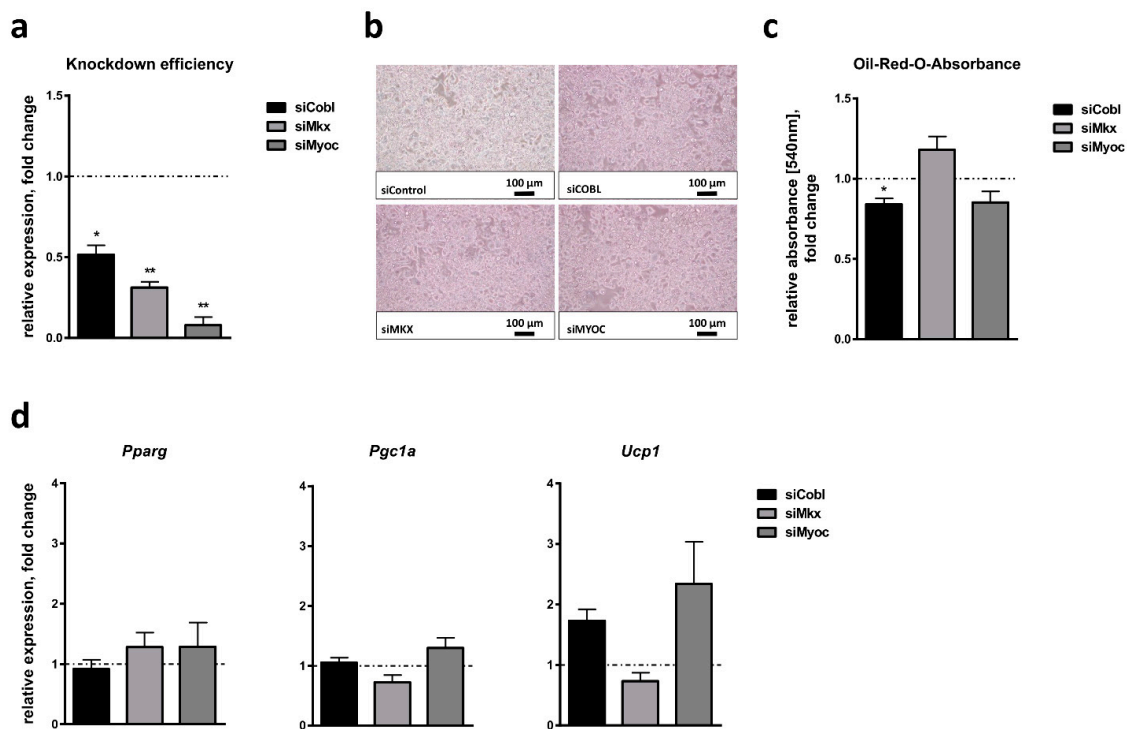 a
Knockdown efficiency
relative expression, fold change
1.5
1.0
0.5
0.0
*
**
**
siCobl
siMkx
siMyoc
b
siControl
100 µm
siCOBL
100 µm
siMKX
100 µm
siMYOC
100 µm
c
Oil-Red-O-Absorbance
relative absorbance [540nm],
fold change
1.5
1.0
0.5
0.0
*
siCobl
siMkx
siMyoc
d
Pparg
relative expression, fold change
4
3
2
1
0
Pgc1a
4
3
2
1
0
Ucp1
4
3
2
1
0
siCobl
siMkx
siMyoc